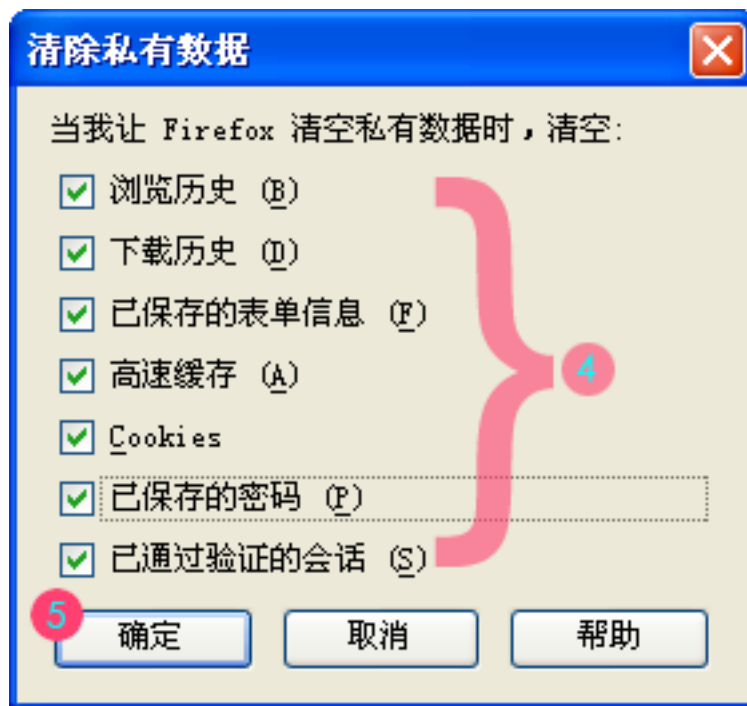 清除私有数据
当我让 Firefox 清空私有数据时，清空:
浏览历史 (B)
下载历史 (D)
已保存的表单信息 (F)
高速缓存 (A)
4
Cookies
已保存的密码 (P)
已通过验证的会话 (S)
5
确定 取消 帮助